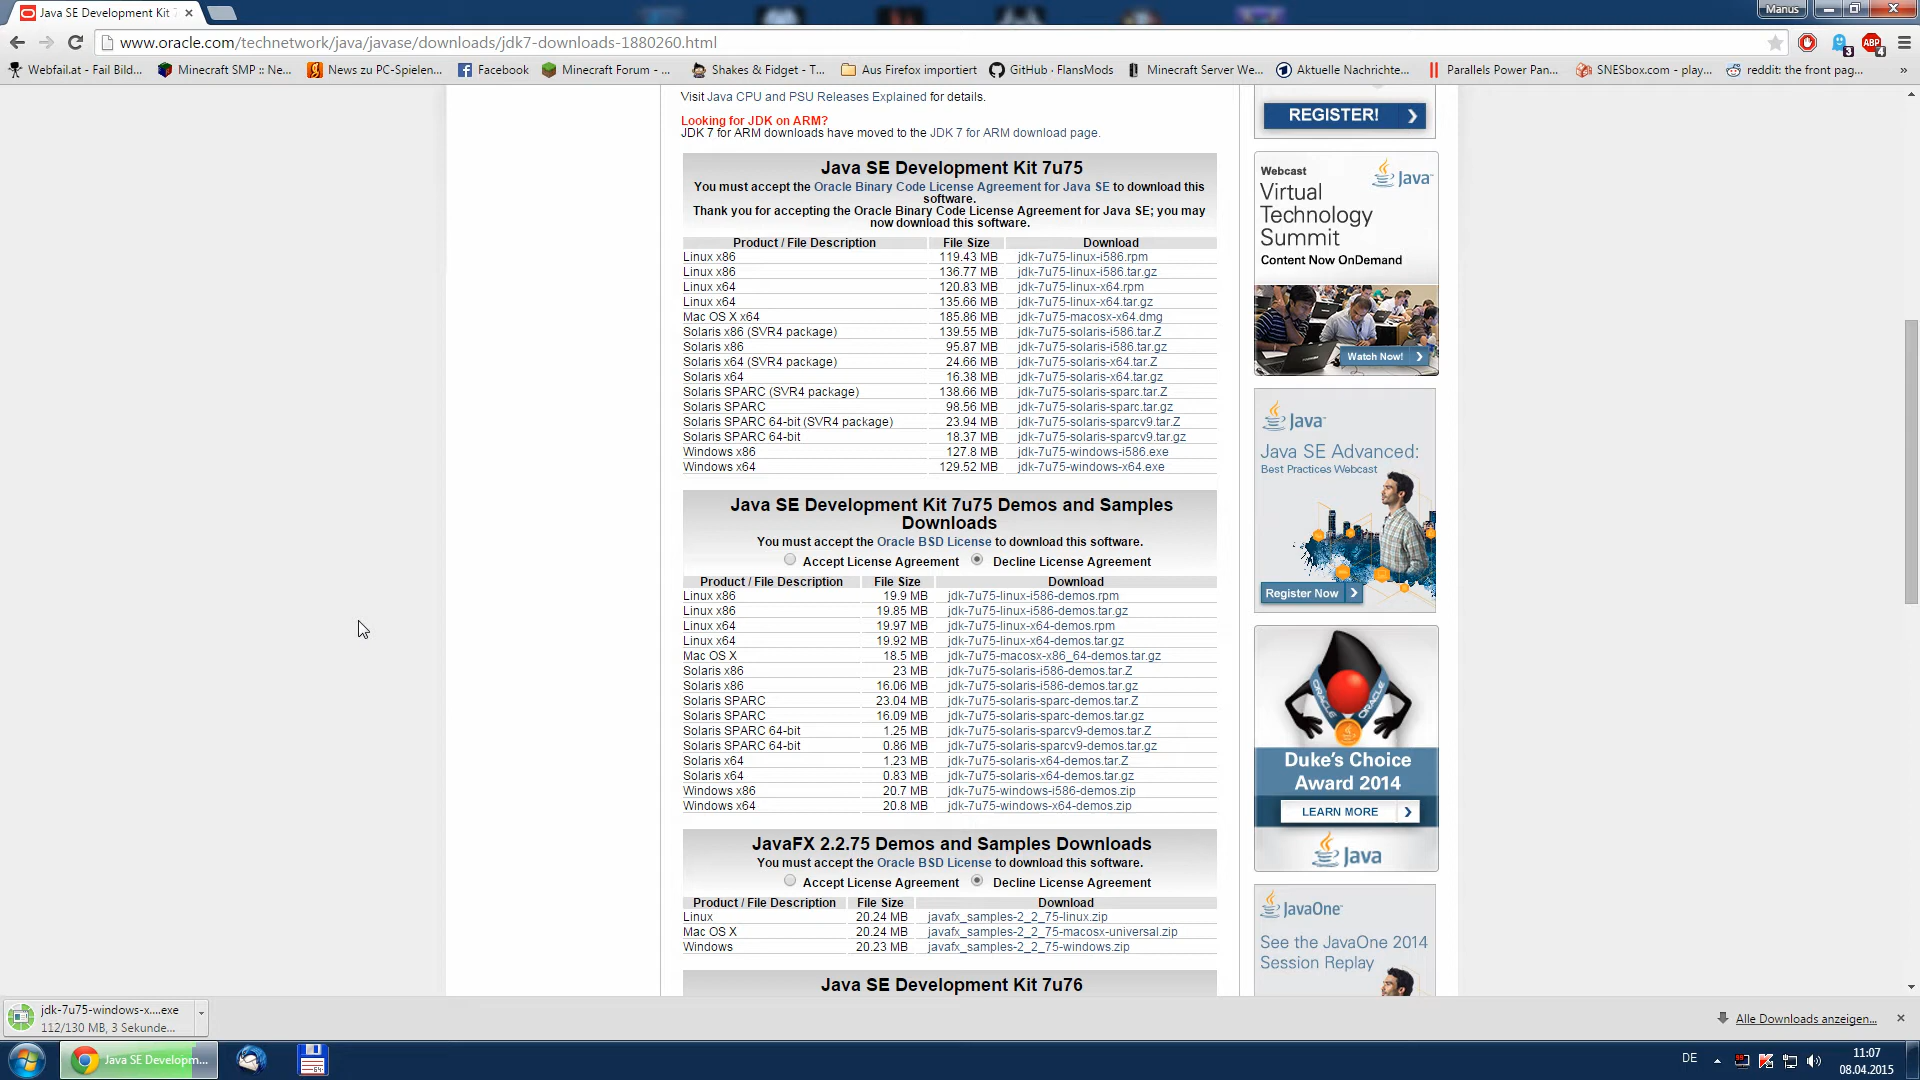 Java SE Development Kit 7
Manus
www.oracle.com/technetwork/java/javase/downloads/jdk7-downloads-1880260.html
3
ABP
4
Webfail.at - Fail Bild...
Minecraft SMP :: Ne...
News zu PC-Spielen...
Facebook
Minecraft Forum - ...
Shakes & Fidget - T...
Aus Firefox importiert
GitHub · FlansMods
Minecraft Server We...
Aktuelle Nachrichte...
Parallels Power Pan...
SNESbox.com - play...
reddit: the front pag...
»
Visit Java CPU and PSU Releases Explained for details.
Looking for JDK on ARM?
JDK 7 for ARM downloads have moved to the JDK 7 for ARM download page.
Java SE Development Kit 7u75
You must accept the Oracle Binary Code License Agreement for Java SE to download this
software.
Thank you for accepting the Oracle Binary Code License Agreement for Java SE; you may
now download this software.
Product / File Description File Size Download
Linux x86 119.43 MB jdk-7u75-linux-i586.rpm
Linux x86 136.77 MB jdk-7u75-linux-i586.tar.gz
Linux x64 120.83 MB jdk-7u75-linux-x64.rpm
Linux x64 135.66 MB jdk-7u75-linux-x64.tar.gz
Mac OS X x64 185.86 MB jdk-7u75-macosx-x64.dmg
Solaris x86 (SVR4 package) 139.55 MB jdk-7u75-solaris-i586.tar.Z
Solaris x86 95.87 MB jdk-7u75-solaris-i586.tar.gz
Solaris x64 (SVR4 package) 24.66 MB jdk-7u75-solaris-x64.tar.Z
Solaris x64 16.38 MB jdk-7u75-solaris-x64.tar.gz
Solaris SPARC (SVR4 package) 138.66 MB jdk-7u75-solaris-sparc.tar.Z
Solaris SPARC 98.56 MB jdk-7u75-solaris-sparc.tar.gz
Solaris SPARC 64-bit (SVR4 package) 23.94 MB jdk-7u75-solaris-sparcv9.tar.Z
Solaris SPARC 64-bit 18.37 MB jdk-7u75-solaris-sparcv9.tar.gz
Windows x86 127.8 MB jdk-7u75-windows-i586.exe
Windows x64 129.52 MB jdk-7u75-windows-x64.exe
Java SE Development Kit 7u75 Demos and Samples
Downloads
You must accept the Oracle BSD License to download this software.
Accept License Agreement Decline License Agreement
Product / File Description File Size Download
Linux x86 19.9 MB jdk-7u75-linux-i586-demos.rpm
Linux x86 19.85 MB jdk-7u75-linux-i586-demos.tar.gz
Linux x64 19.97 MB jdk-7u75-linux-x64-demos.rpm
Linux x64 19.92 MB jdk-7u75-linux-x64-demos.tar.gz
Mac OS X 18.5 MB jdk-7u75-macosx-x86_64-demos.tar.gz
Solaris x86 23 MB jdk-7u75-solaris-i586-demos.tar.Z
Solaris x86 16.06 MB jdk-7u75-solaris-i586-demos.tar.gz
Solaris SPARC 23.04 MB jdk-7u75-solaris-sparc-demos.tar.Z
Solaris SPARC 16.09 MB jdk-7u75-solaris-sparc-demos.tar.gz
Solaris SPARC 64-bit 1.25 MB jdk-7u75-solaris-sparcv9-demos.tar.Z
Solaris SPARC 64-bit 0.86 MB jdk-7u75-solaris-sparcv9-demos.tar.gz
Solaris x64 1.23 MB jdk-7u75-solaris-x64-demos.tar.Z
Solaris x64 0.83 MB jdk-7u75-solaris-x64-demos.tar.gz
Windows x86 20.7 MB jdk-7u75-windows-i586-demos.zip
Windows x64 20.8 MB jdk-7u75-windows-x64-demos.zip
JavaFX 2.2.75 Demos and Samples Downloads
You must accept the Oracle BSD License to download this software.
Accept License Agreement Decline License Agreement
Product / File Description File Size Download
Linux 20.24 MB javafx_samples-2_2_75-linux.zip
Mac OS X 20.24 MB javafx_samples-2_2_75-macosx-universal.zip
Windows 20.23 MB javafx_samples-2_2_75-windows.zip
Java SE Development Kit 7u76
REGISTER!
Webcast
Java™
Virtual
Technology
Summit
Content Now OnDemand
Watch Now!
Java™
Java SE Advanced:
Best Practices Webcast
Register Now
ORACLE ORACLE
Duke's Choice
Award 2014
LEARN MORE
Java
JavaOne™
See the JavaOne 2014
Session Replay
jdk-7u75-windows-x....exe
112/130 MB, 3 Sekunde...
Alle Downloads anzeigen...
Java SE Developm...
64
DE
11:07
08.04.2015